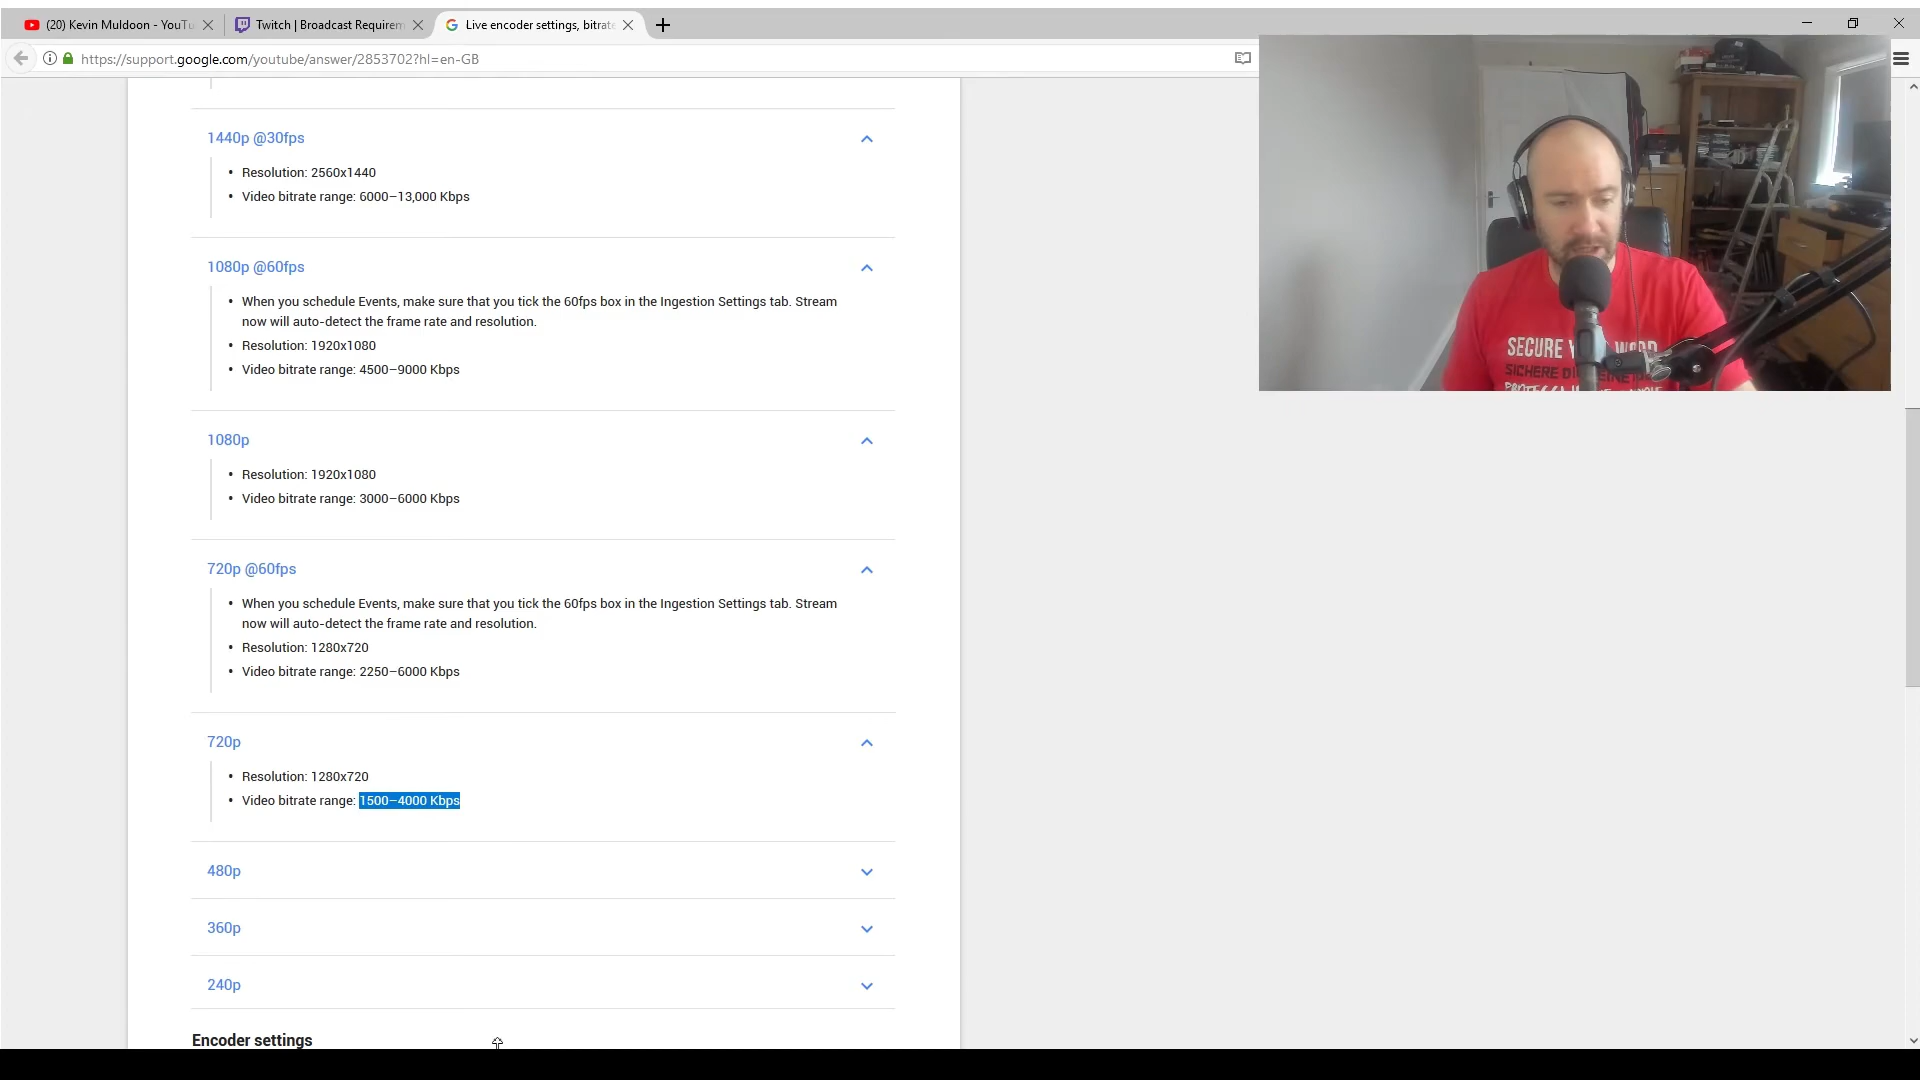 (20) Kevin Muldoon - YouTu
Twitch | Broadcast Requirem
Live encoder settings, bitrate
https://support.google.com/youtube/answer/2853702?hl=en-GB
1440p @30fps
• Resolution: 2560x1440
• Video bitrate range: 6000–13,000 Kbps
1080p @60fps
• When you schedule Events, make sure that you tick the 60fps box in the Ingestion Settings tab. Stream
now will auto-detect the frame rate and resolution.
• Resolution: 1920x1080
• Video bitrate range: 4500–9000 Kbps
1080p
• Resolution: 1920x1080
• Video bitrate range: 3000–6000 Kbps
720p @60fps
• When you schedule Events, make sure that you tick the 60fps box in the Ingestion Settings tab. Stream
now will auto-detect the frame rate and resolution.
• Resolution: 1280x720
• Video bitrate range: 2250–6000 Kbps
720p
• Resolution: 1280x720
• Video bitrate range: 1500–4000 Kbps
480p
360p
240p
Encoder settings
SECURE
SICHERE